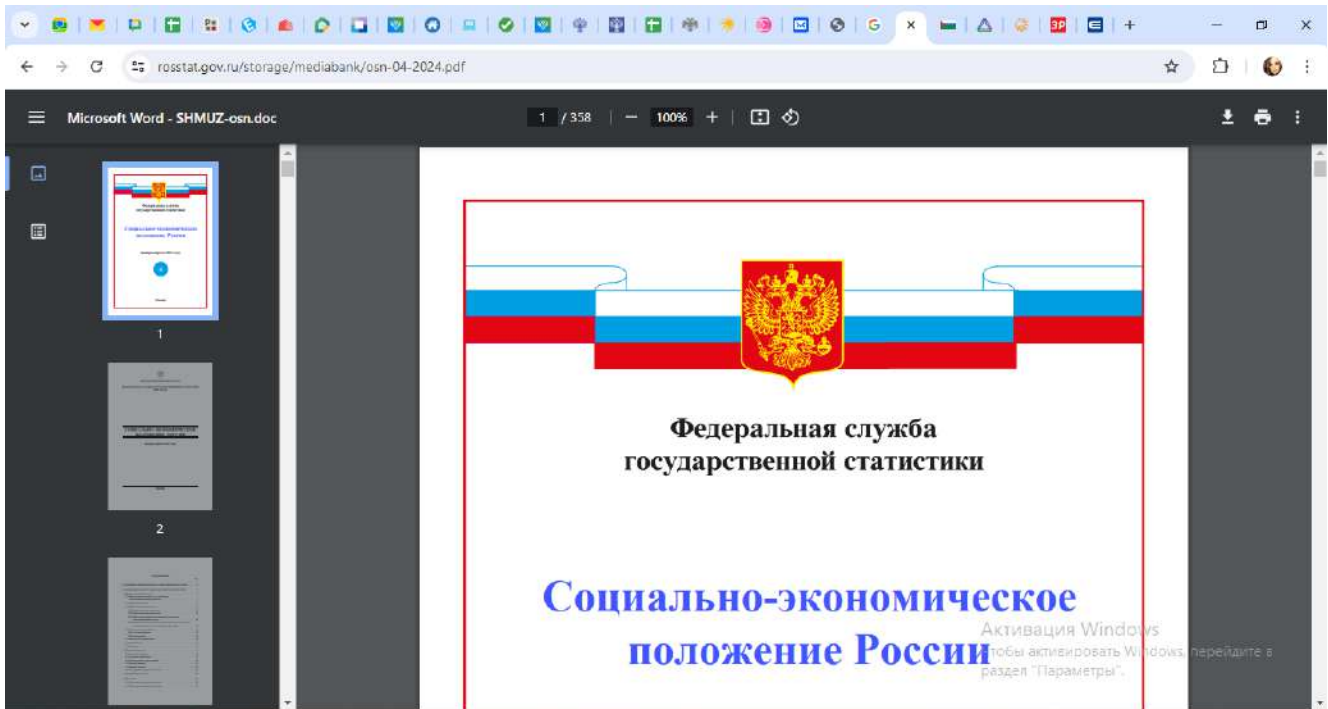 rosstat.gov.ru/storage/mediabank/osn-04-2024.pdf
Microsoft Word - SHMUZ-osn.doc
1 / 358
100%
1
2
Федеральная служба
государственной статистики
Социально-экономическое
положение России
Активация Windows
Чтобы активировать Windows, перейдите в
раздел "Параметры".